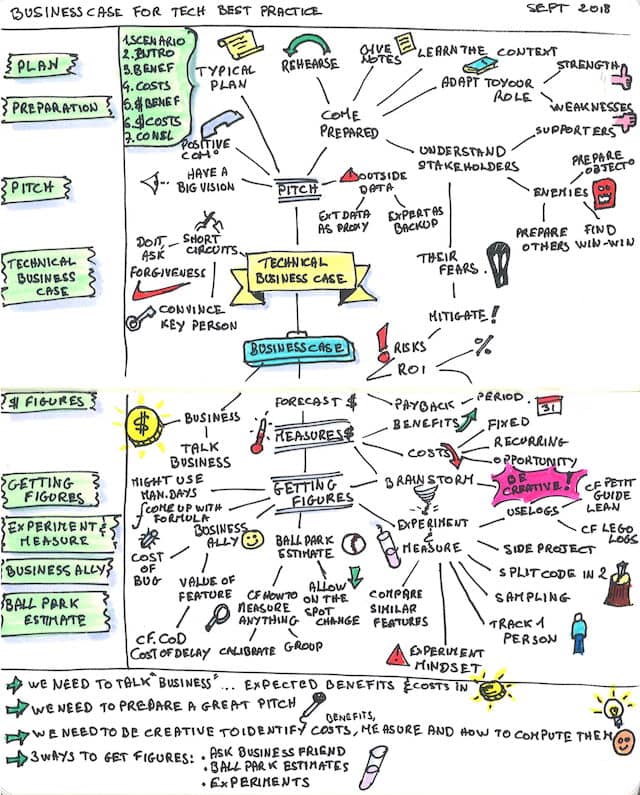 BUSINESS CASE FOR TECH BEST PRACTICE
SEPT 2018
PLAN
PREPARATION
PITCH
TECHNICAL
BUSINESS
CASE
1.SCENARIO
2.INTRO
3.BENEF
4.COSTS
5.$BENEF
6.$COSTS
7.CONCL
TYPICAL
PLAN
REHEARSE
GIVE
NOTES
LEARN THE CONTEXT
ADAPT TO YOUR
ROLE
STRENGTH
WEAKNESSES
COME
PREPARED
UNDERSTAND
STAKEHOLDERS
SUPPORTERS
ENEMIES
PREPARE
OBJECTO
PREPARE
OTHERS
FIND
WIN-WIN
THEIR
FEARS
MITIGATE!
POSITIVE
HAVE A
BIG VISION
PITCH
OUTSIDE
DATA
EXT DATA
AS PROXY
EXPERT AS
BACKUP
DO IT,
ASK
FORGIVENESS
SHORT
CIRCUITS
CONVINCE
KEY PERSON
TECHNICAL
BUSINESS CASE
BUSINESS CASE
RISKS
ROI
%
$ FIGURES
GETTING
FIGURES
EXPERIMENT &
MEASURE
BUSINESS ALLY
BALL PARK
ESTIMATE
$
BUSINESS
TALK
BUSINESS
FORECAST $
MEASURES $
PAYBACK
PERIOD
31
BENEFITS
COSTS
FIXED
RECURRING
OPPORTUNITY
GETTING
FIGURES
MIGHT USE
MAN.DAYS
COME UP WITH
FORMULA
BUSINESS
ALLY
COST
OF
BUG
VALUE OF
FEATURE
CF. COD
COST OF DELAY
BALL PARK
ESTIMATE
CF HOW TO
MEASURE
ANYTHING
ALLOW
ON THE
SPOT
CHANGE
CALIBRATE
GROUP
BRAINSTORM
BE
CREATIVE!
EXPERIMENT
&
MEASURE
USE LOGS
CF PETIT
GUIDE
LEAN
CF LEGO
LOGS
SIDE PROJECT
SPLIT CODE IN 2
SAMPLING
TRACK 1
PERSON
COMPARE
SIMILAR
FEATURES
EXPERIMENT
MINDSET
WE NEED TO TALK "BUSINESS"... EXPECTED BENEFITS & COSTS IN $
WE NEED TO PREPARE A GREAT PITCH
WE NEED TO BE CREATIVE TO IDENTIFY BENEFITS, COSTS, MEASURE AND HOW TO COMPUTE THEM
3 WAYS TO GET FIGURES: • ASK BUSINESS FRIEND
• BALL PARK ESTIMATES
• EXPERIMENTS